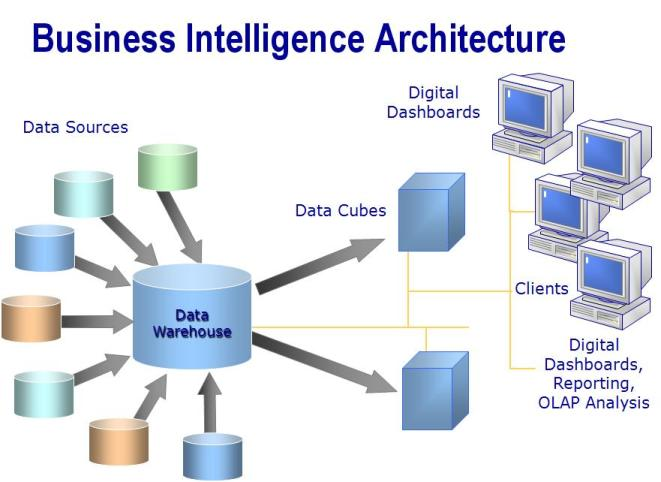 Business Intelligence Architecture
Digital
Dashboards
Data Sources
Data Cubes
Clients
Data
Warehouse
Digital
Dashboards,
Reporting,
OLAP Analysis